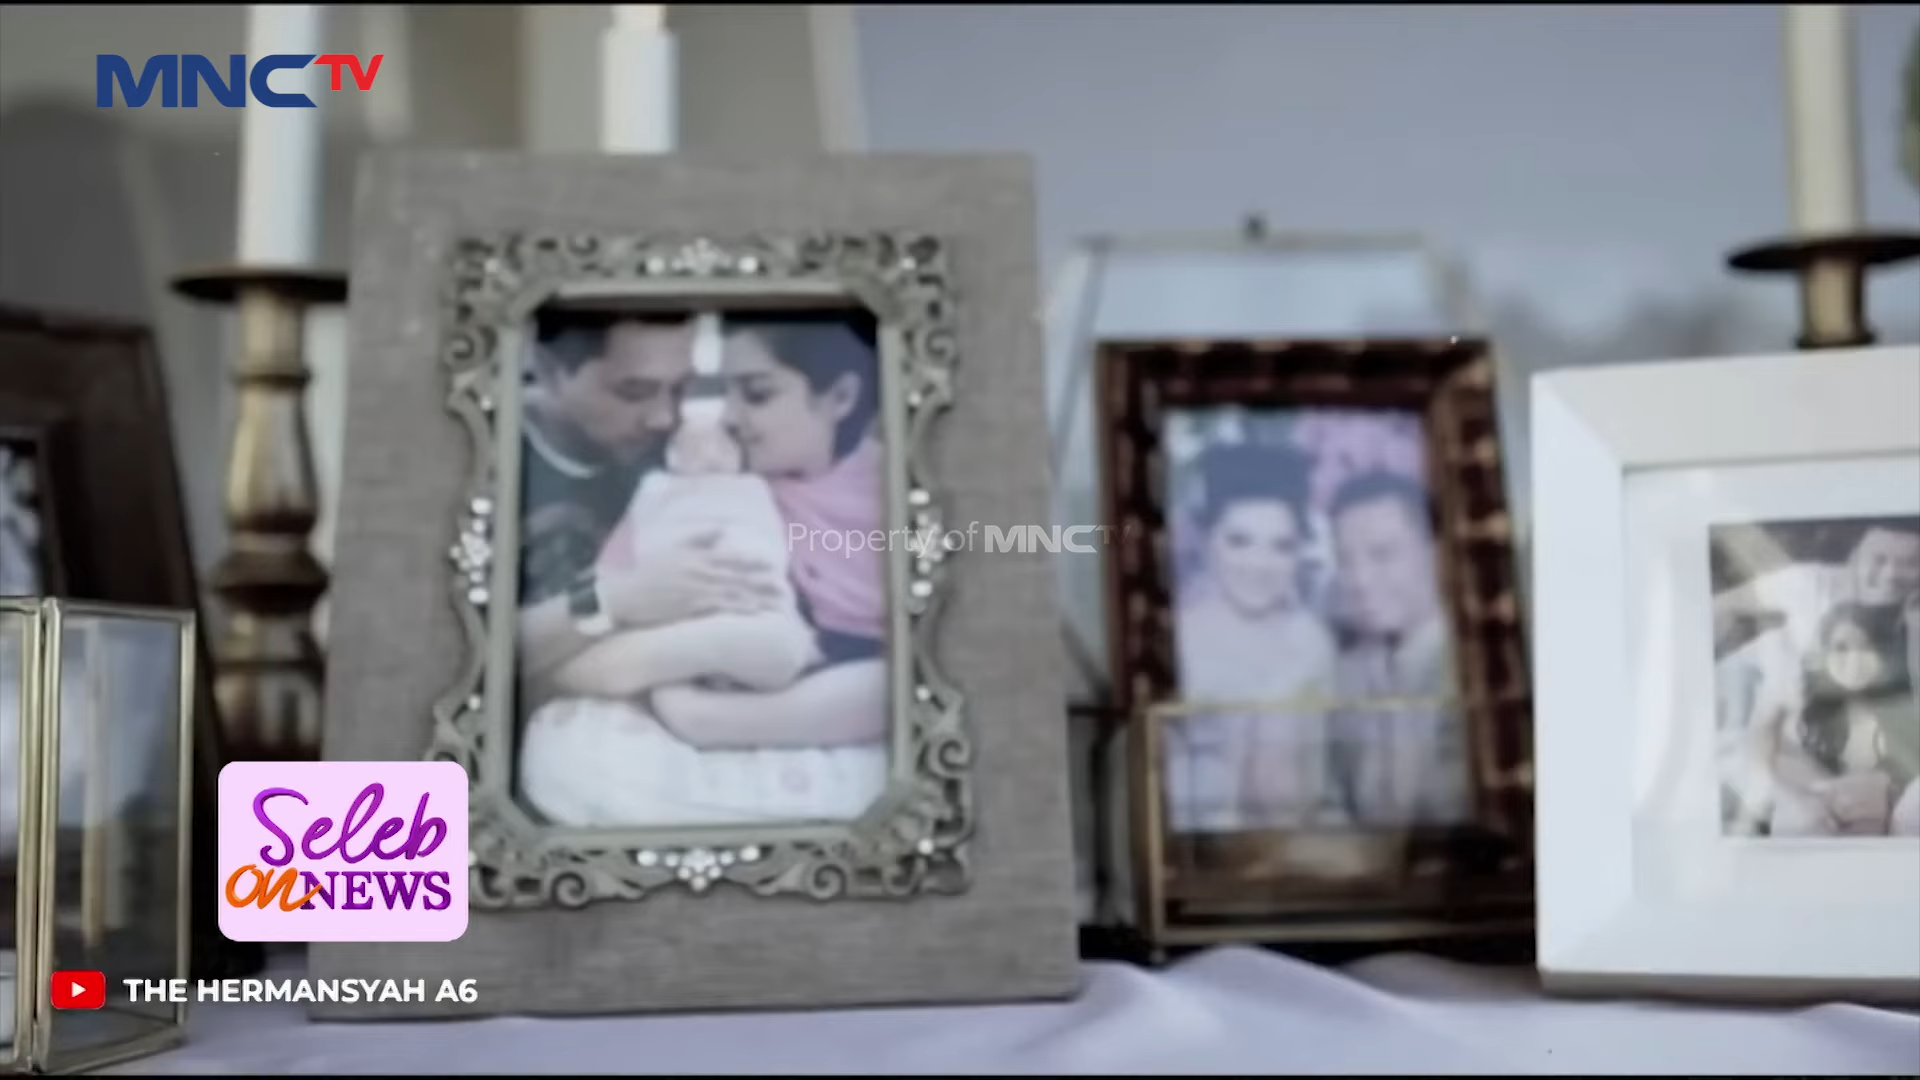 MNCTV
Property of MNCTV
Seleb
on NEWS
THE HERMANSYAH A6